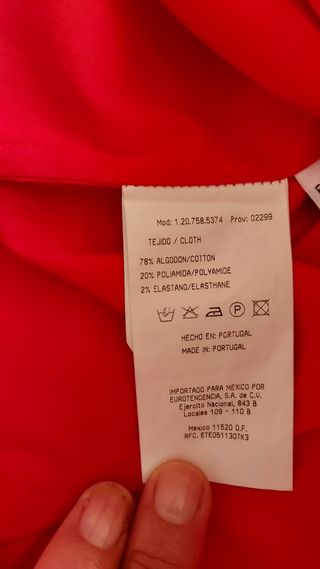 Mod: 1.20.758.5374 Prov: 02299
TEJIDO / CLOTH
78% ALGODON/COTTON
20% POLIAMIDA/POLYAMIDE
2% ELASTANO/ELASTHANE
P
HECHO EN: PORTUGAL
MADE IN: PORTUGAL
IMPORTADO PARA MEXICO POR
EUROTENDENCIA, S.A. de C.V.
Ejercito Nacional, 843 B
Locales 109 - 110 B
Mexico 11520 D.F.
RFC. ETE051130TK3